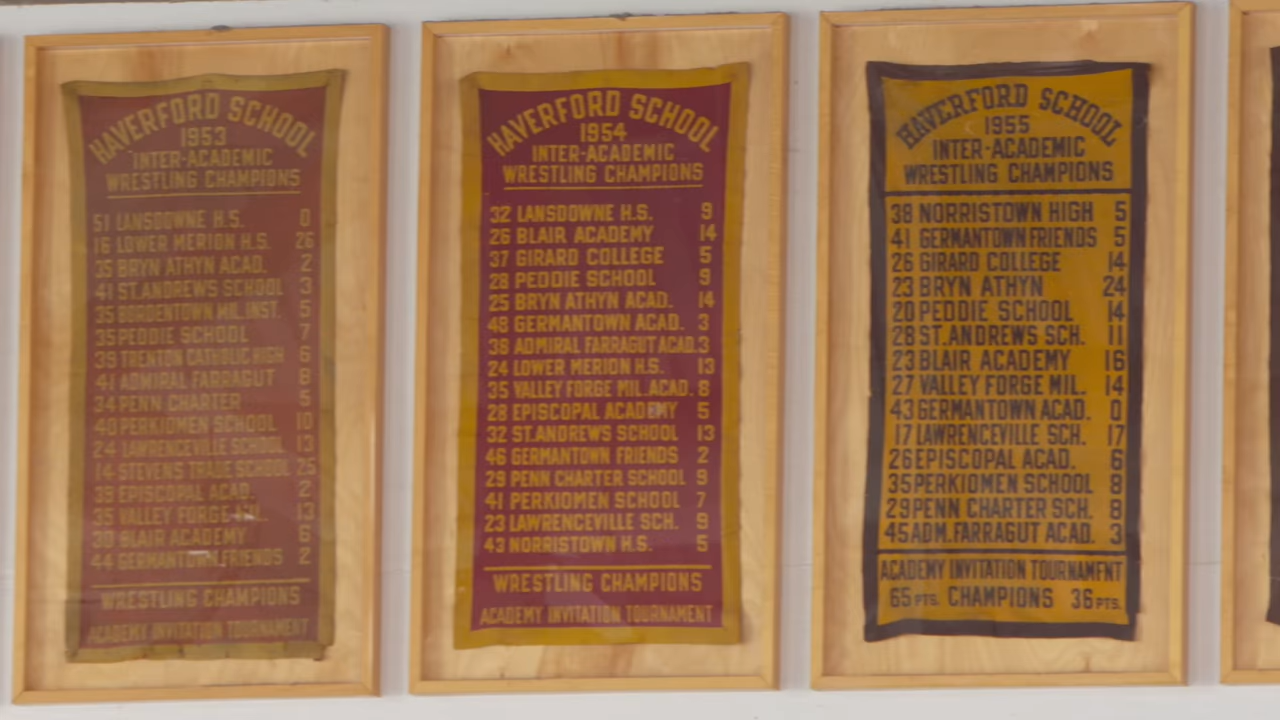 HAVERFORD SCHOOL
1953
INTER-ACADEMIC
WRESTLING CHAMPIONS
51 LANSDOWNE H.S. 0
16 LOWER MERION H.S. 26
35 BRYN ATHYN ACAD. 2
41 ST.ANDREWS SCHOOL 3
35 BORDENTOWN MIL.INST. 5
35 PEDDIE SCHOOL 7
39 TRENTON CATHOLIC HIGH 6
41 ADMIRAL FARRAGUT 8
34 PENN CHARTER 5
40 PERKIOMEN SCHOOL 10
24 LAWRENCEVILLE SCHOOL 13
14 STEVENS TRADE SCHOOL 25
39 EPISCOPAL ACAD. 2
35 VALLEY FORGE 13
30 BLAIR ACADEMY 6
44 GERMANTOWN FRIENDS 2
WRESTLING CHAMPIONS
ACADEMY INVITATION TOURNAMENT
HAVERFORD SCHOOL
1954
INTER-ACADEMIC
WRESTLING CHAMPIONS
32 LANSDOWNE H.S. 9
26 BLAIR ACADEMY 14
37 GIRARD COLLEGE 5
28 PEDDIE SCHOOL 9
25 BRYN ATHYN ACAD. 14
48 GERMANTOWN ACAD. 3
38 ADMIRAL FARRAGUT ACAD. 3
24 LOWER MERION H.S. 13
35 VALLEY FORGE MIL.ACAD. 8
28 EPISCOPAL ACADEMY 5
32 ST.ANDREWS SCHOOL 13
46 GERMANTOWN FRIENDS 2
29 PENN CHARTER SCHOOL 9
41 PERKIOMEN SCHOOL 7
23 LAWRENCEVILLE SCH. 9
43 NORRISTOWN H.S. 5
WRESTLING CHAMPIONS
ACADEMY INVITATION TOURNAMENT
HAVERFORD SCHOOL
1955
INTER-ACADEMIC
WRESTLING CHAMPIONS
38 NORRISTOWN HIGH 5
41 GERMANTOWN FRIENDS 5
26 GIRARD COLLEGE 14
23 BRYN ATHYN 24
20 PEDDIE SCHOOL 14
28 ST.ANDREWS SCH. 11
23 BLAIR ACADEMY 16
27 VALLEY FORGE MIL. 14
43 GERMANTOWN ACAD. 0
17 LAWRENCEVILLE SCH. 17
26 EPISCOPAL ACAD. 6
35 PERKIOMEN SCHOOL 8
29 PENN CHARTER SCH. 8
45 ADM.FARRAGUT ACAD. 3
ACADEMY INVITATION TOURNAMENT
65 PTS. CHAMPIONS 36 PTS.